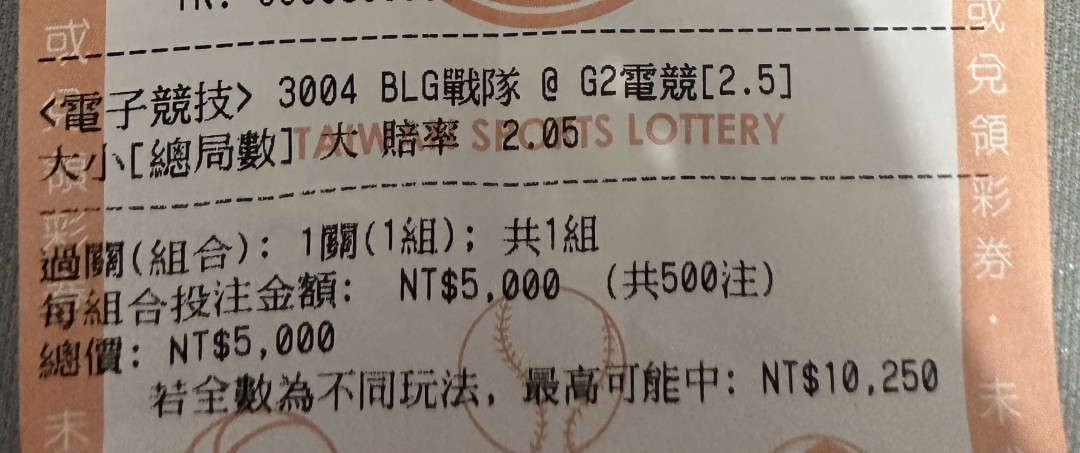 <電子競技> 3004 BLG戰隊 @ G2電競[2.5]
大小[總局數] 大 賠率 2.05
TAIWAN SPORTS LOTTERY
過關(組合): 1關(1組); 共1組
每組合投注金額: NT$5,000 (共500注)
總價: NT$5,000
若全數為不同玩法, 最高可能中: NT$10,250
或兌領彩券.未